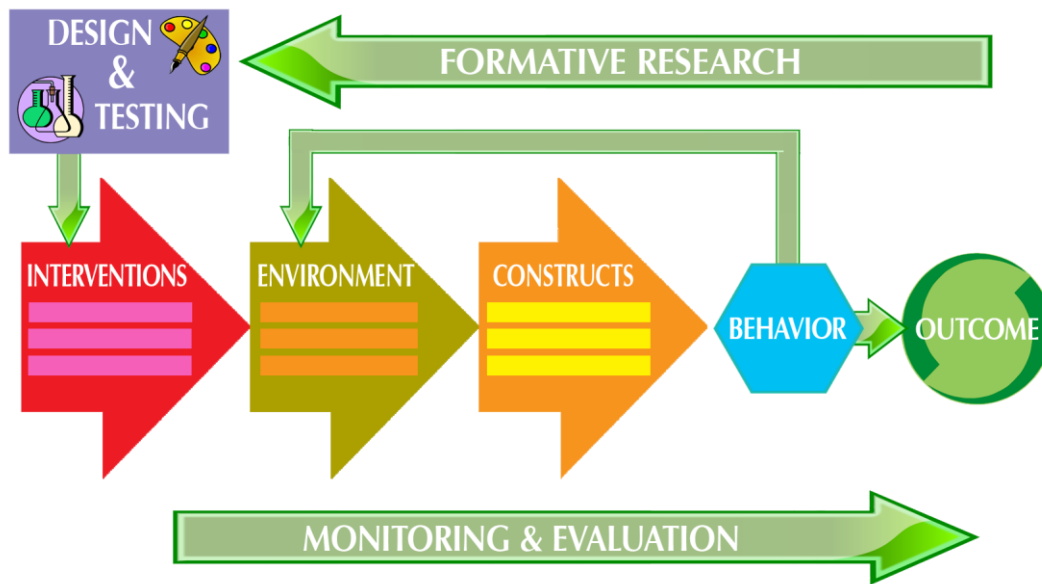 DESIGN
&
TESTING
FORMATIVE RESEARCH
INTERVENTIONS
ENVIRONMENT
CONSTRUCTS
BEHAVIOR
OUTCOME
MONITORING & EVALUATION